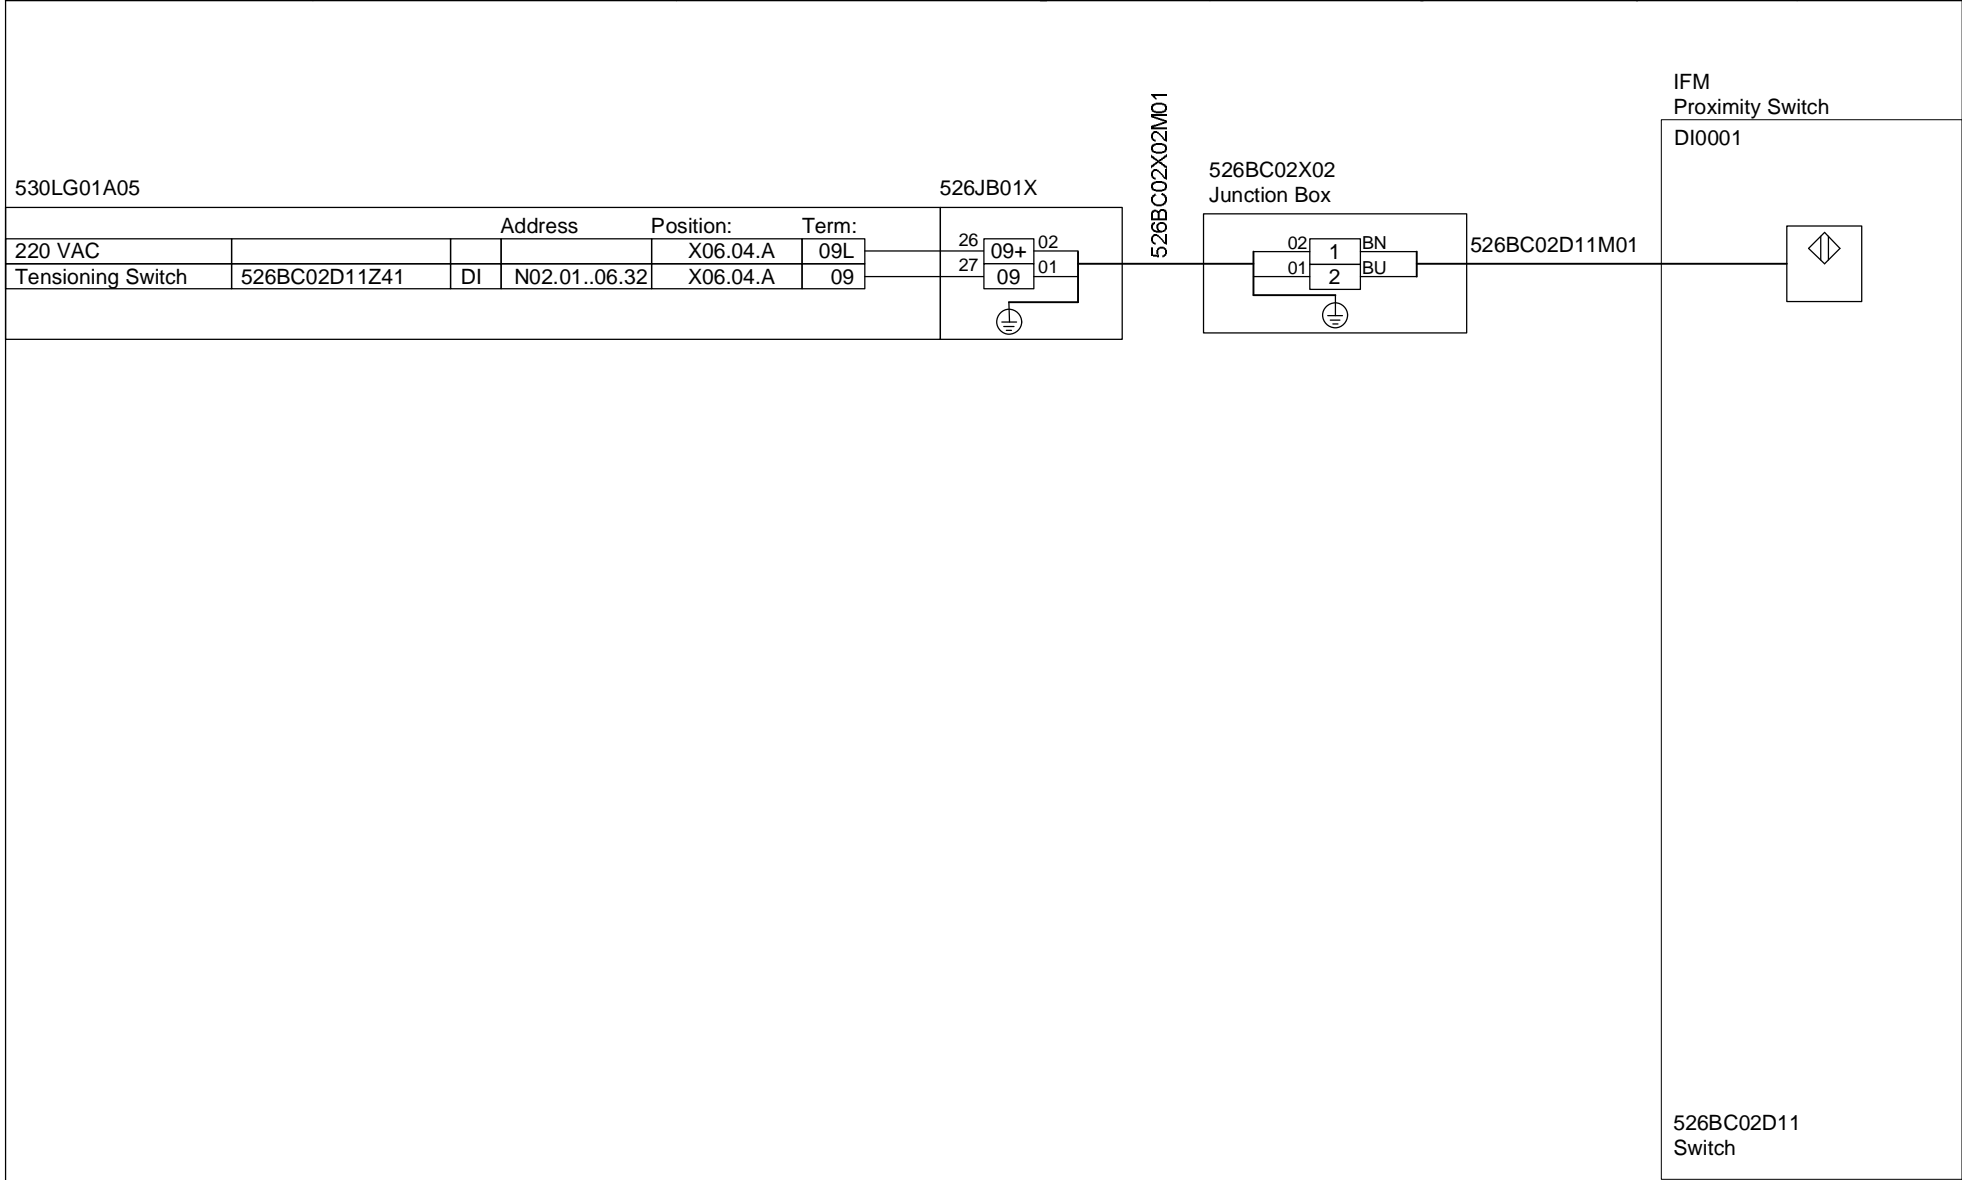 IFM
Proximity Switch
DI0001
526BC02X02M01
526BC02X02
Junction Box
530LG01A05
526JB01X
Address Position: Term:
220 VAC X06.04.A 09L
Tensioning Switch 526BC02D11Z41 DI N02.01..06.32 X06.04.A 09
26 09+ 02
27 09 01
02 1 BN
01 2 BU
526BC02D11M01
526BC02D11
Switch